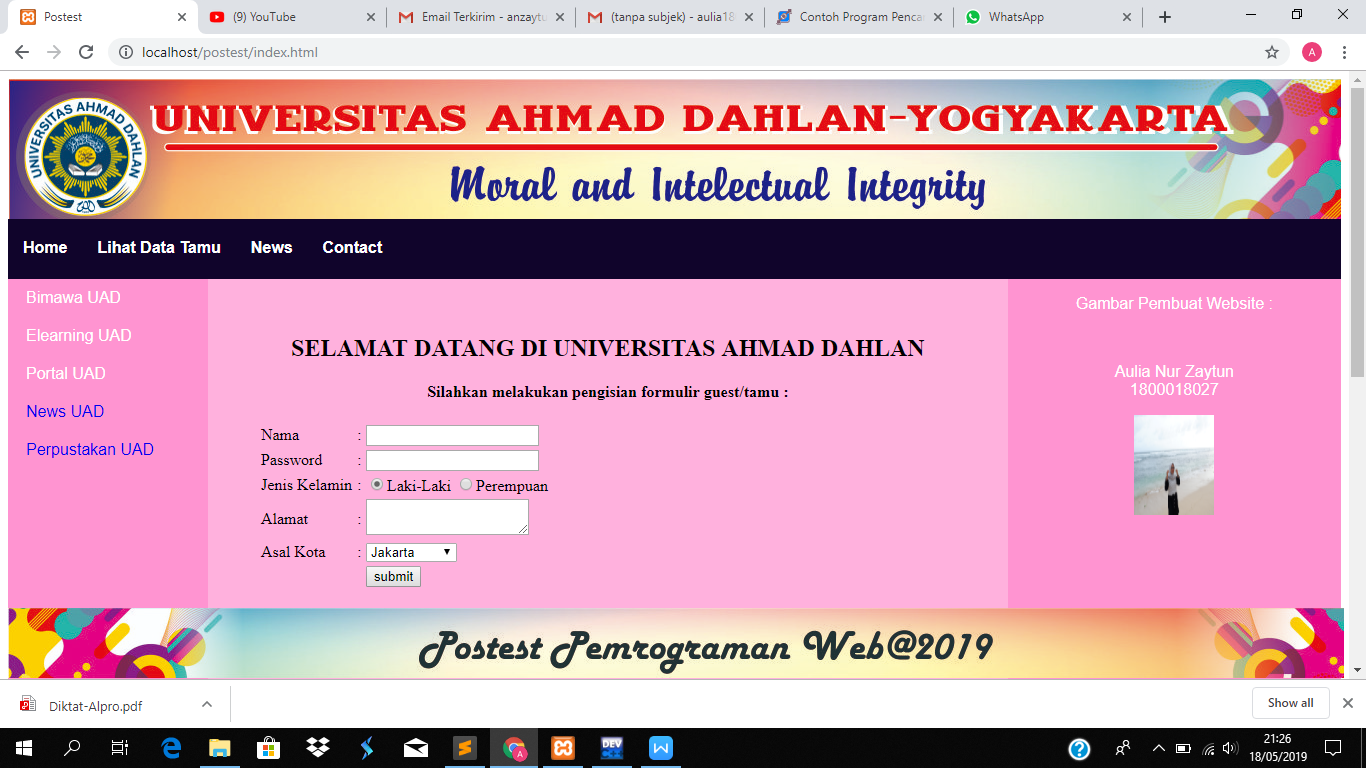 Postest
(9) YouTube
Email Terkirim - anzaytu
(tanpa subjek) - aulia18
Contoh Program Penca
WhatsApp
localhost/postest/index.html
A
UNIVERSITAS AHMAD DAHLAN
UNIVERSITAS AHMAD DAHLAN-YOGYAKARTA
Moral and Intelectual Integrity
Home
Lihat Data Tamu
News
Contact
Bimawa UAD
Elearning UAD
Portal UAD
News UAD
Perpustakan UAD
SELAMAT DATANG DI UNIVERSITAS AHMAD DAHLAN
Silahkan melakukan pengisian formulir guest/tamu :
Nama :
Password :
Jenis Kelamin : Laki-Laki Perempuan
Alamat :
Asal Kota : Jakarta
submit
Gambar Pembuat Website :
Aulia Nur Zaytun
1800018027
Postest Pemrograman Web@2019
Diktat-Alpro.pdf
Show all
A
DEV
W
21:26
18/05/2019